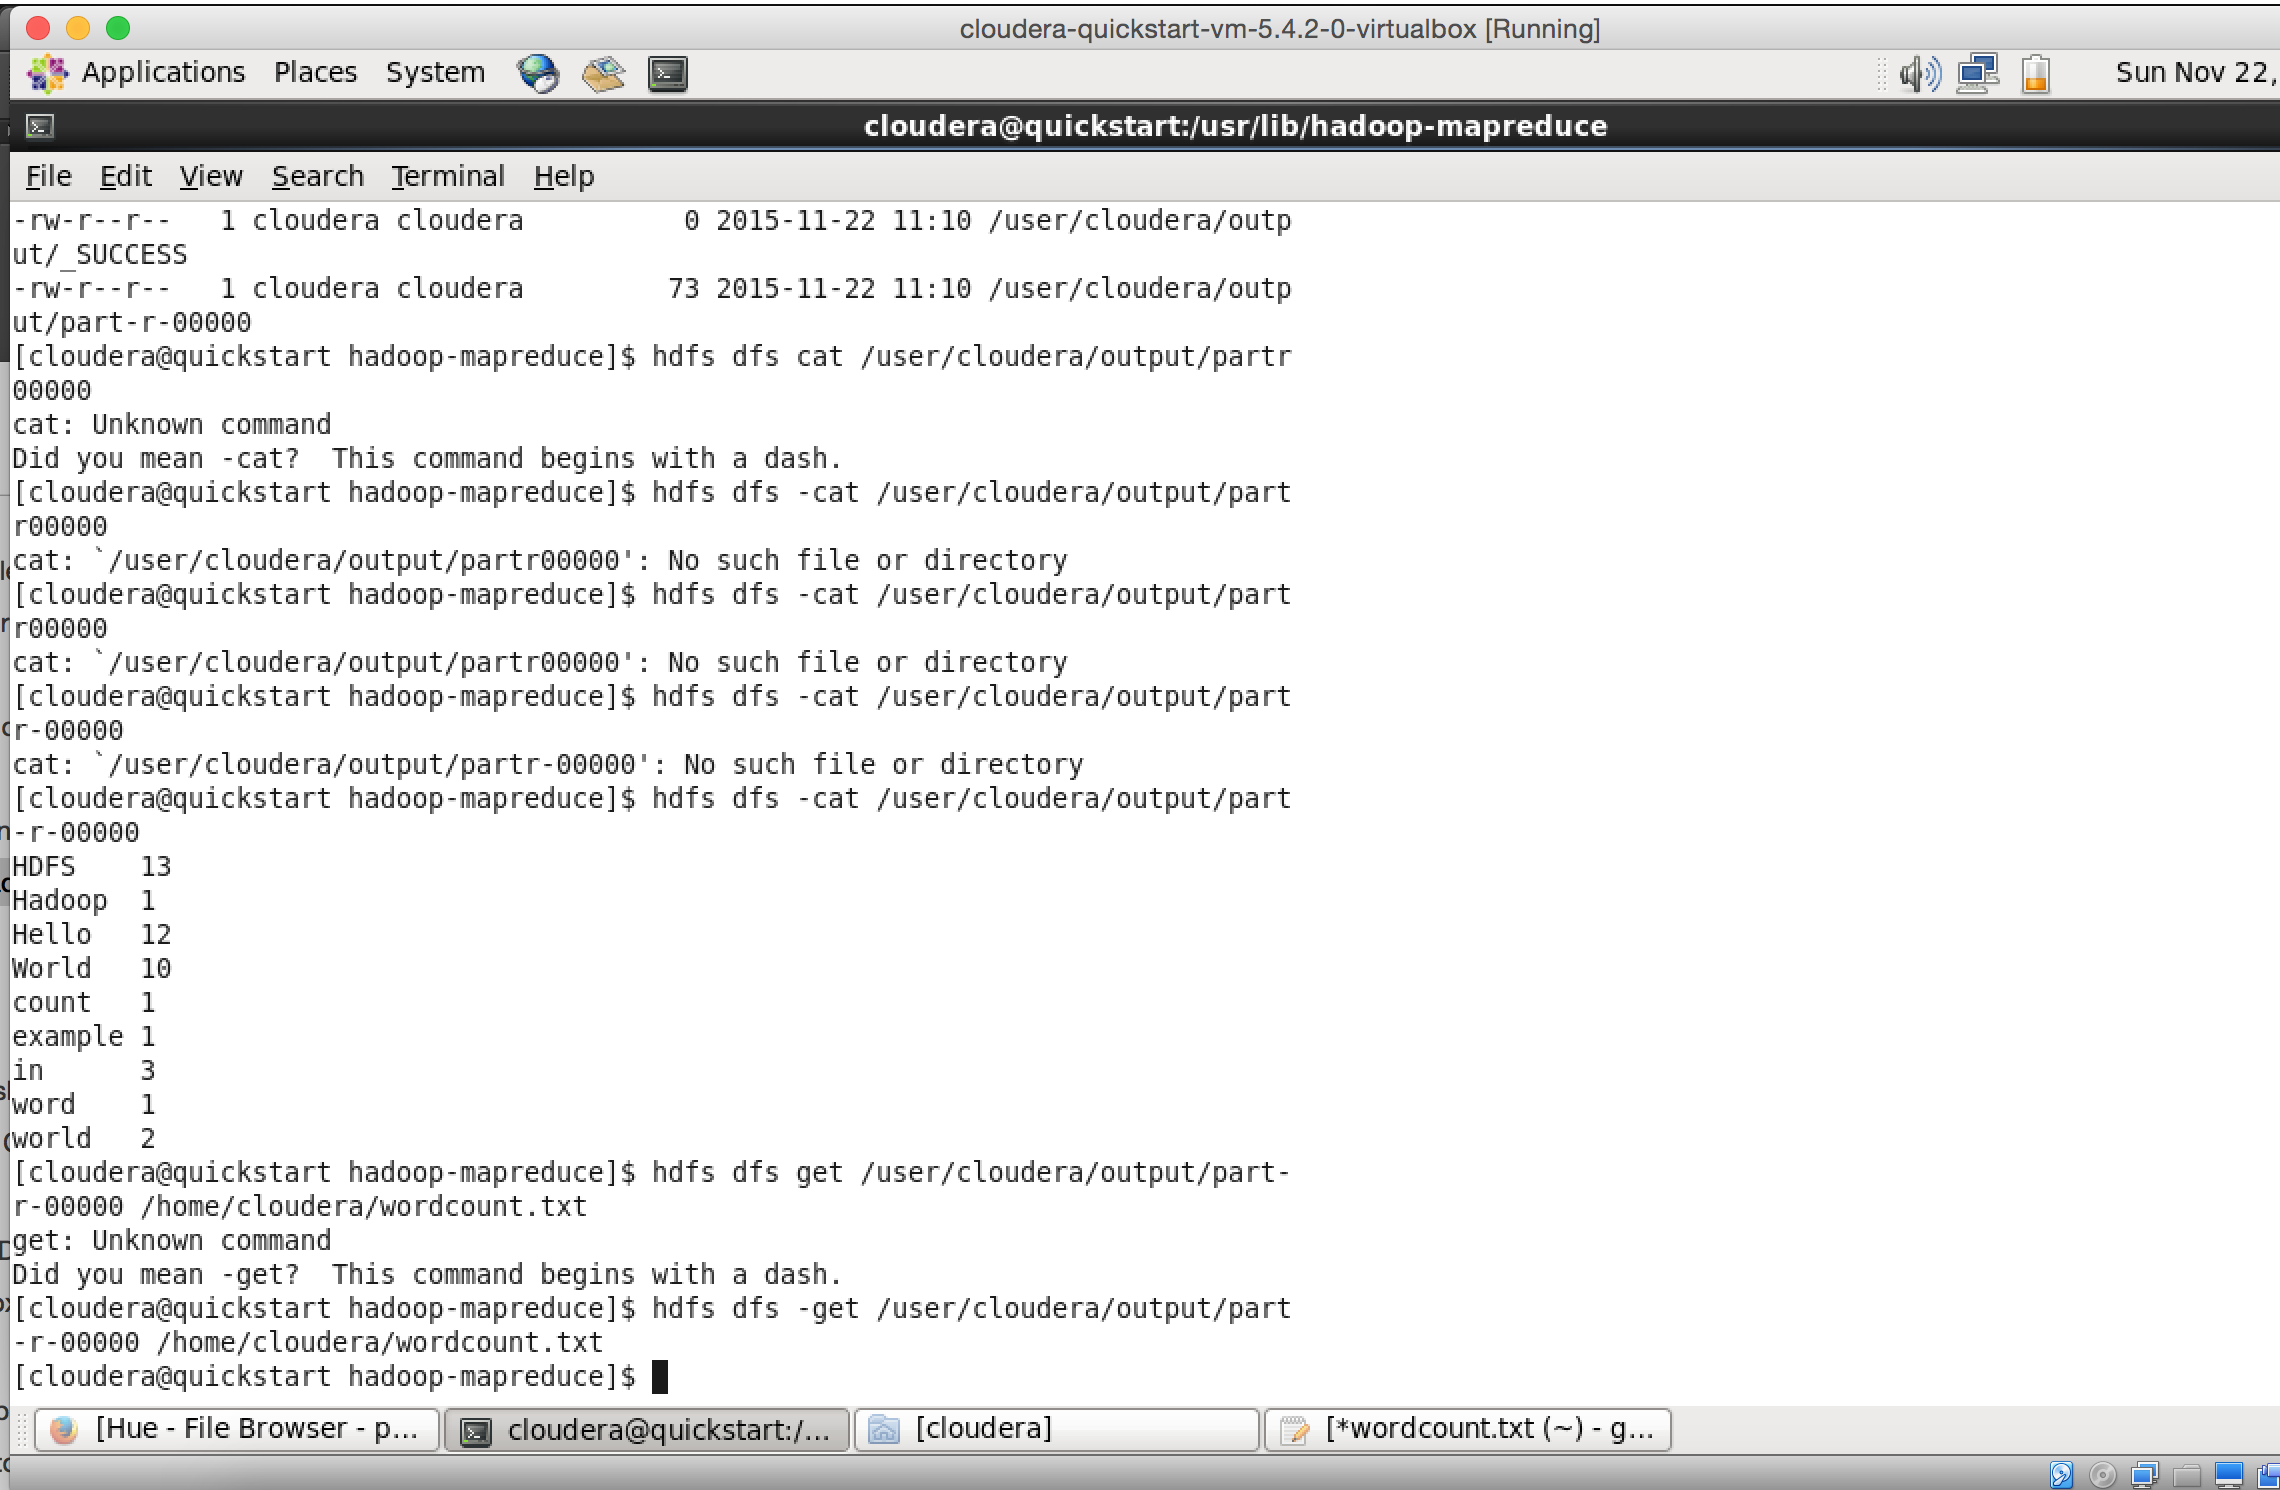 cloudera-quickstart-vm-5.4.2-0-virtualbox [Running]
Applications Places System Sun Nov 22,
cloudera@quickstart:/usr/lib/hadoop-mapreduce
File Edit View Search Terminal Help
-rw-r--r--   1 cloudera cloudera          0 2015-11-22 11:10 /user/cloudera/outp
ut/_SUCCESS
-rw-r--r--   1 cloudera cloudera         73 2015-11-22 11:10 /user/cloudera/outp
ut/part-r-00000
[cloudera@quickstart hadoop-mapreduce]$ hdfs dfs cat /user/cloudera/output/partr
00000
cat: Unknown command
Did you mean -cat?  This command begins with a dash.
[cloudera@quickstart hadoop-mapreduce]$ hdfs dfs -cat /user/cloudera/output/part
r00000
cat: `/user/cloudera/output/partr00000': No such file or directory
[cloudera@quickstart hadoop-mapreduce]$ hdfs dfs -cat /user/cloudera/output/part
r00000
cat: `/user/cloudera/output/partr00000': No such file or directory
[cloudera@quickstart hadoop-mapreduce]$ hdfs dfs -cat /user/cloudera/output/part
r-00000
cat: `/user/cloudera/output/partr-00000': No such file or directory
[cloudera@quickstart hadoop-mapreduce]$ hdfs dfs -cat /user/cloudera/output/part
-r-00000
HDFS    13
Hadoop  1
Hello   12
World   10
count   1
example 1
in      3
word    1
world   2
[cloudera@quickstart hadoop-mapreduce]$ hdfs dfs get /user/cloudera/output/part-
r-00000 /home/cloudera/wordcount.txt
get: Unknown command
Did you mean -get?  This command begins with a dash.
[cloudera@quickstart hadoop-mapreduce]$ hdfs dfs -get /user/cloudera/output/part
-r-00000 /home/cloudera/wordcount.txt
[cloudera@quickstart hadoop-mapreduce]$
[Hue - File Browser - p... cloudera@quickstart:/... [cloudera] [*wordcount.txt (~) - g...